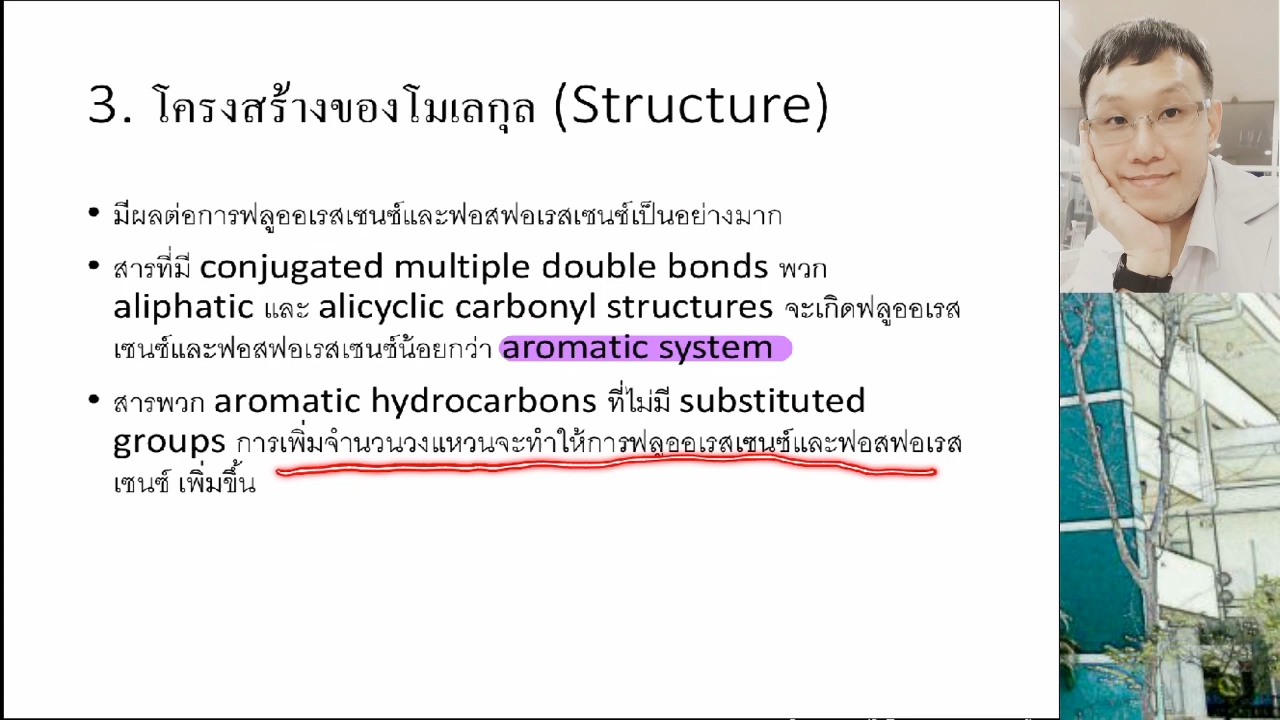 3. โครงสร้างของโมเลกุล (Structure)
• มีผลต่อการฟลูออเรสเซนซ์และฟอสฟอเรสเซนซ์เป็นอย่างมาก
• สารที่มี conjugated multiple double bonds พวก
aliphatic และ alicyclic carbonyl structures จะเกิดฟลูออเรส
เซนซ์และฟอสฟอเรสเซนซ์น้อยกว่า aromatic system
• สารพวก aromatic hydrocarbons ที่ไม่มี substituted
groups การเพิ่มจำนวนวงแหวนจะทำให้การฟลูออเรสเซนซ์และฟอสฟอเรส
เซนซ์ เพิ่มขึ้น